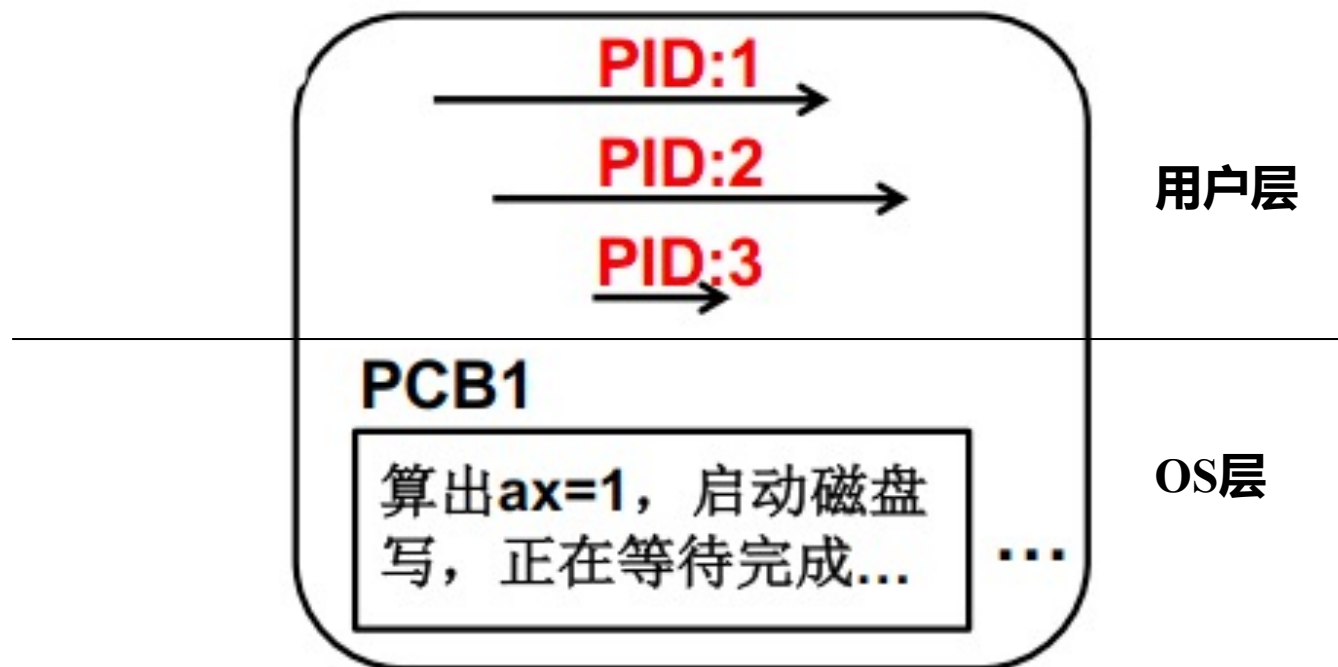 PID:1
PID:2
用户层
PID:3
PCB1
算出ax=1，启动磁盘
写，正在等待完成...
OS层
...